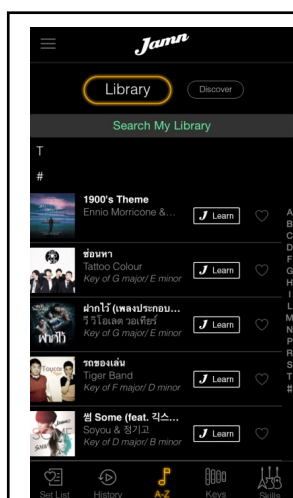 Jamn
Library
Discover
Search My Library
T
#
1900's Theme
Ennio Morricone &...
J Learn
ซ่อนหา
Tattoo Colour
Key of G major/ E minor
J Learn
ฝากไว้ (เพลงประกอบ...
วี วิโอเลต วอเทียร์
Key of G major/ E minor
J Learn
รถของเล่น
Tiger Band
Key of F major/ D minor
J Learn
썸 Some (feat. 긱스...
Soyou & 정기고
Key of D major/ B minor
J Learn
A
B
C
D
F
G
H
I
L
M
N
P
R
S
T
#
Set List
History
A-Z
Keys
Skills